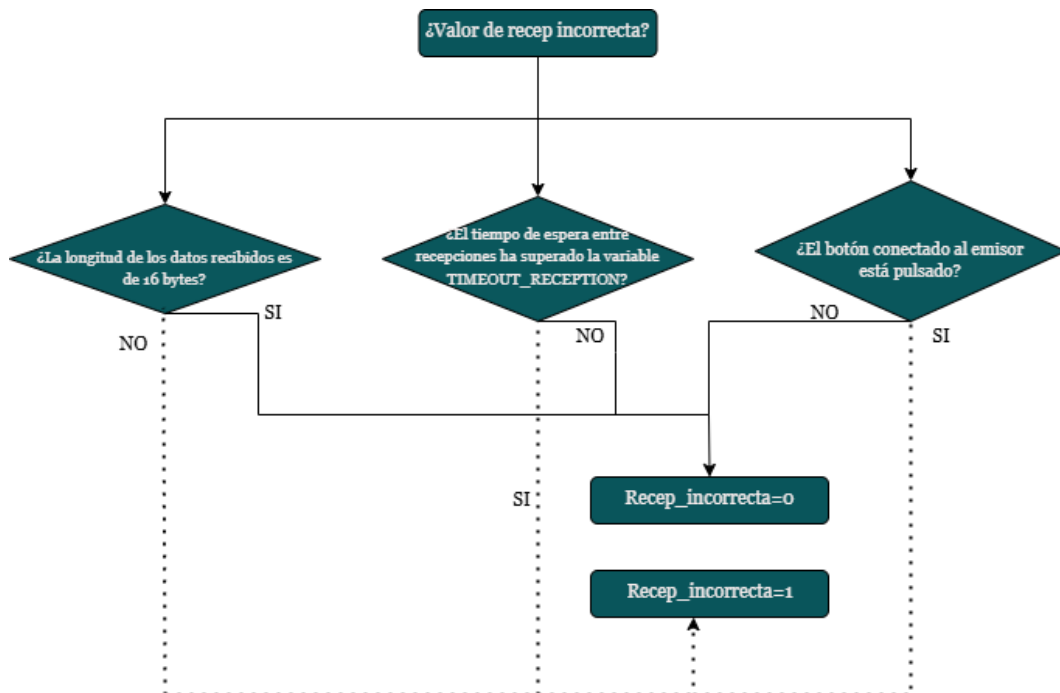 ¿Valor de recep incorrecta?
¿La longitud de los datos recibidos es
de 16 bytes?
¿El tiempo de espera entre
recepciones ha superado la variable
TIMEOUT_RECEPTION?
¿El botón conectado al emisor
está pulsado?
SI
NO
NO
NO
SI
SI
Recep_incorrecta=0
Recep_incorrecta=1